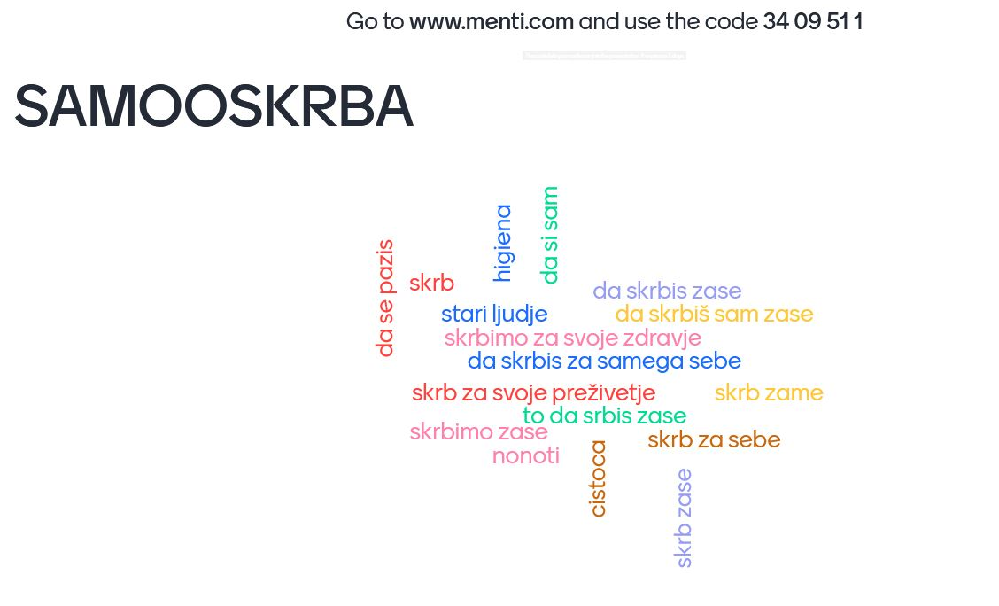 Go to www.menti.com and use the code 34 09 51 1
SAMOOSKRBA
da se pazis
skrb
higiena
da si sam
da skrbis zase
stari ljudje
da skrbiš sam zase
skrbimo za svoje zdravje
da skrbis za samega sebe
skrb za svoje preživetje
skrb zame
to da srbis zase
skrbimo zase
skrb za sebe
nonoti
cistoca
skrb zase